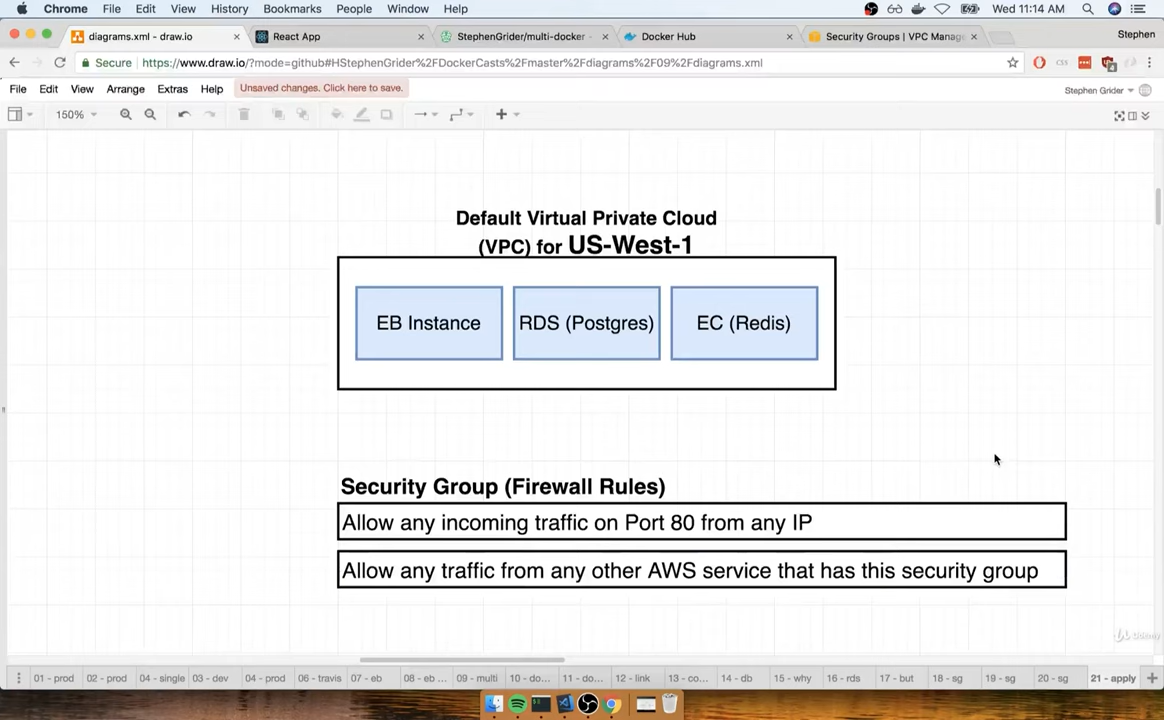 Chrome File Edit View History Bookmarks People Window Help Wed 11:14 AM
diagrams.xml - draw.io React App StephenGrider/multi-docker - Docker Hub Security Groups | VPC Manag Stephen
Secure https://www.draw.io/?mode=github#HStephenGrider%2FDockerCasts%2Fmaster%2Fdiagrams%2F09%2Fdiagrams.xml
File Edit View Arrange Extras Help Unsaved changes. Click here to save. Stephen Grider
150%
Default Virtual Private Cloud
(VPC) for US-West-1
EB Instance RDS (Postgres) EC (Redis)
Security Group (Firewall Rules)
Allow any incoming traffic on Port 80 from any IP
Allow any traffic from any other AWS service that has this security group
Udemy
01 - prod 02 - prod 04 - single 03 - dev 04 - prod 06 - travis 07 - eb 08 - eb ... 09 - multi 10 - do... 11 - do... 12 - link 13 - co... 14 - db 15 - why 16 - rds 17 - but 18 - sg 19 - sg 20 - sg 21 - apply